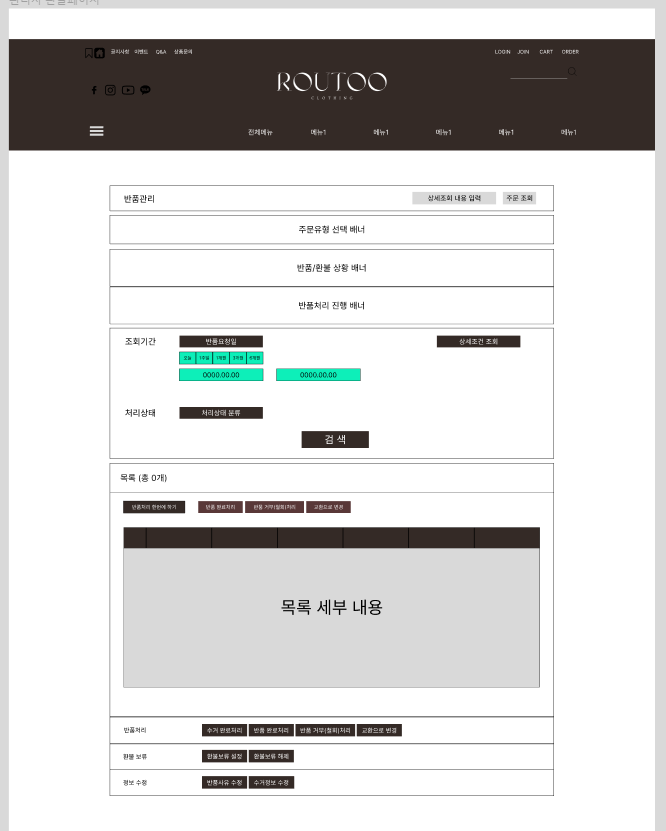 관리자 환불페이지
공지사항 이벤트 Q&A 상품문의
LOGIN JOIN CART ORDER
ROUTOO
CLOTHING
전체메뉴 메뉴1 메뉴1 메뉴1 메뉴1 메뉴1
반품관리 상세조회 내용 입력 주문 조회
주문유형 선택 배너
반품/환불 상황 배너
반품처리 진행 배너
조회기간 반품요청일 상세조건 조회
오늘 1주일 1개월 3개월 6개월
0000.00.00 0000.00.00
처리상태 처리상태 분류
검 색
목록 (총 0개)
반품처리 한번에 하기 반품 완료처리 반품 거부(철회)처리 교환으로 변경
목록 세부 내용
반품처리 수거 완료처리 반품 완료처리 반품 거부(철회)처리 교환으로 변경
환불 보류 환불보류 설정 환불보류 해제
정보 수정 반품사유 수정 수거정보 수정